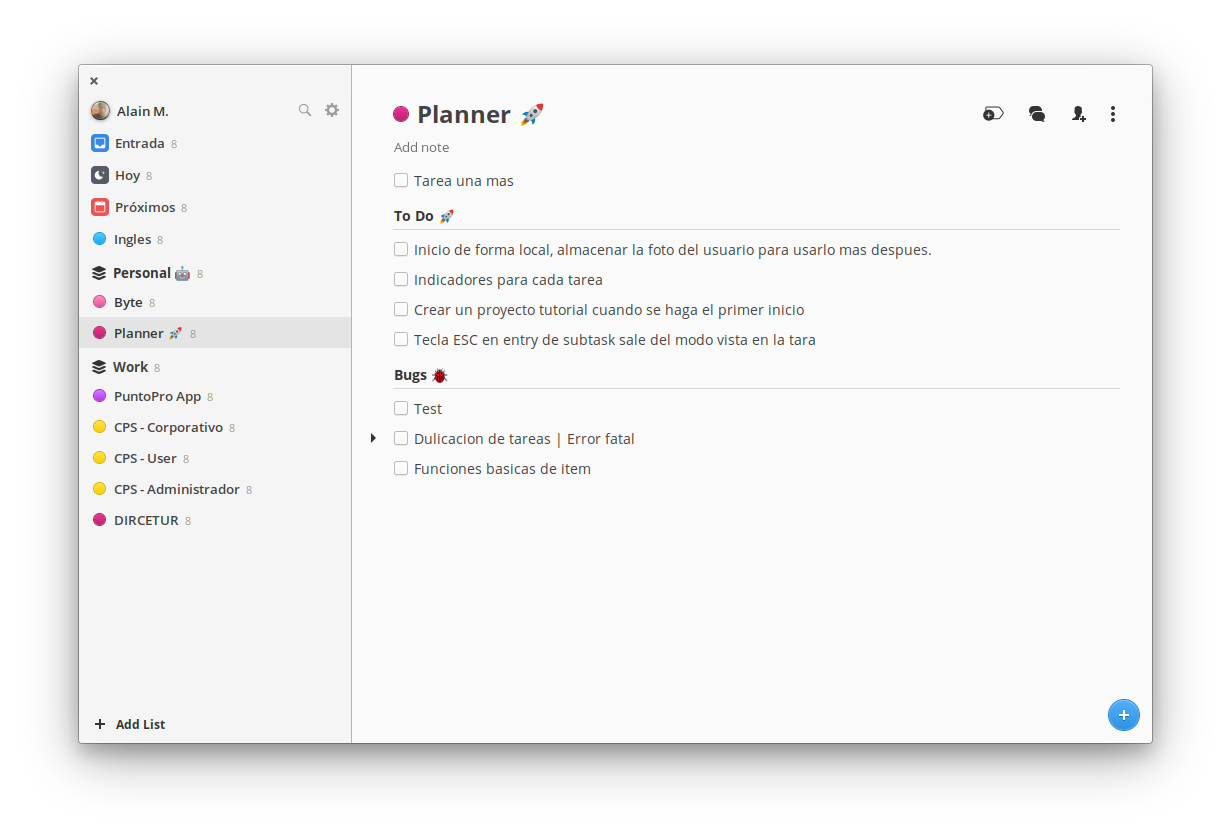 Alain M.
Entrada 8
Hoy 8
Próximos 8
Ingles 8
Personal 🤖 8
Byte 8
Planner 🚀 8
Work 8
PuntoPro App 8
CPS - Corporativo 8
CPS - User 8
CPS - Administrador 8
DIRCETUR 8
Add List
Planner 🚀
Add note
Tarea una mas
To Do 🚀
Inicio de forma local, almacenar la foto del usuario para usarlo mas despues.
Indicadores para cada tarea
Crear un proyecto tutorial cuando se haga el primer inicio
Tecla ESC en entry de subtask sale del modo vista en la tara
Bugs 🐞
Test
Dulicacion de tareas | Error fatal
Funciones basicas de item